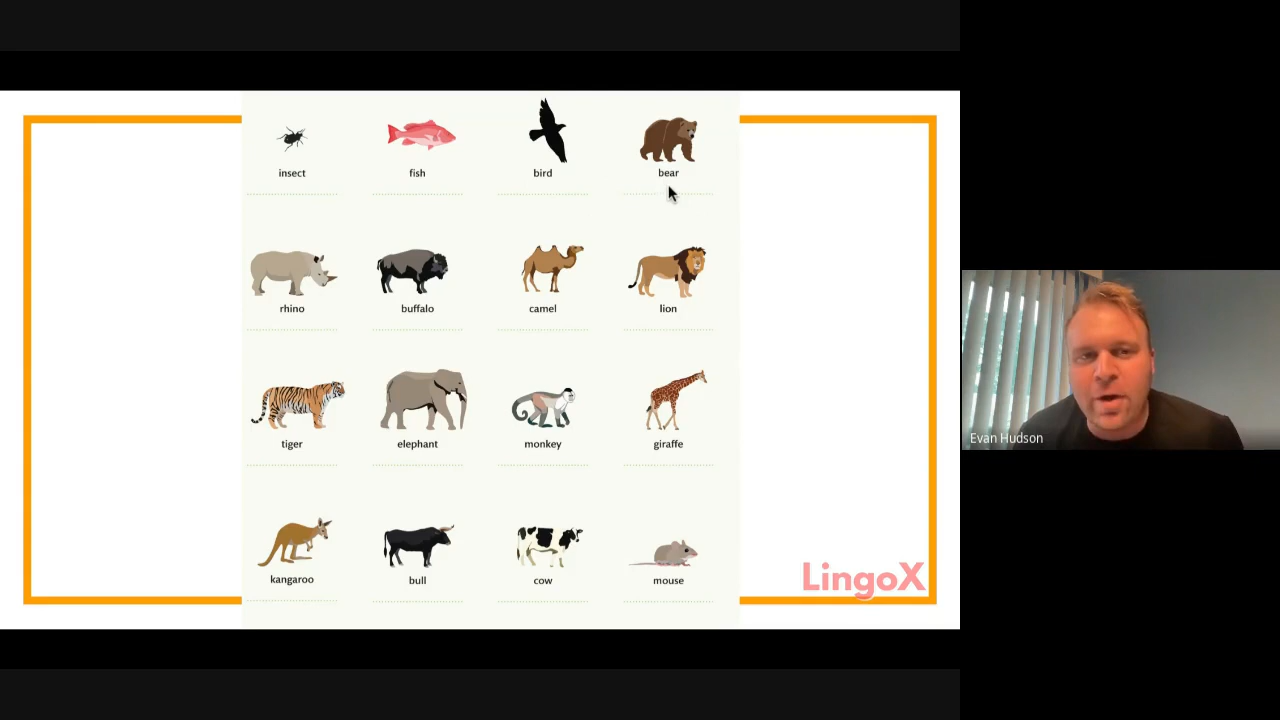 insect fish bird bear
rhino buffalo camel lion
tiger elephant monkey giraffe
Evan Hudson
kangaroo bull cow mouse
LingoX